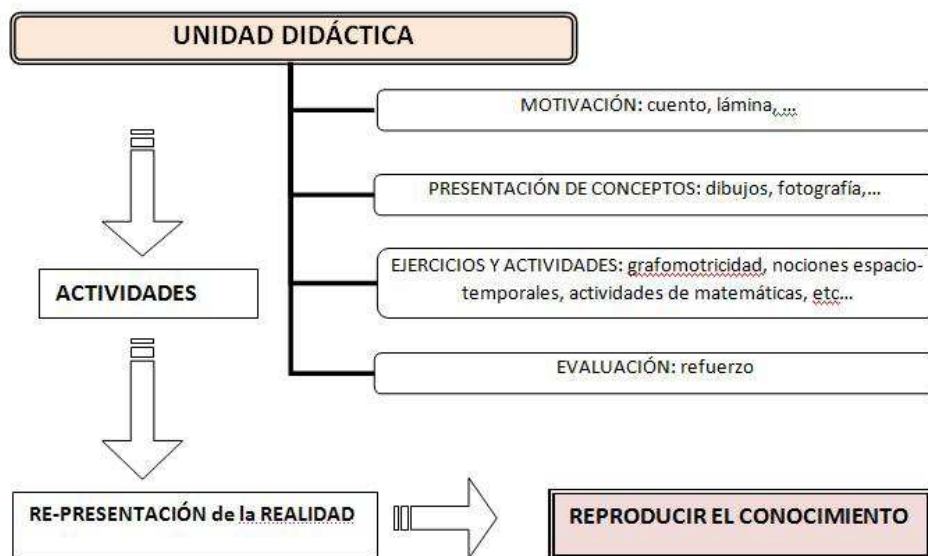 UNIDAD DIDÁCTICA
MOTIVACIÓN: cuento, lámina, ...
PRESENTACIÓN DE CONCEPTOS: dibujos, fotografía,...
EJERCICIOS Y ACTIVIDADES: grafomotricidad, nociones espacio-
temporales, actividades de matemáticas, etc...
ACTIVIDADES
EVALUACIÓN: refuerzo
RE-PRESENTACIÓN de la REALIDAD
REPRODUCIR EL CONOCIMIENTO